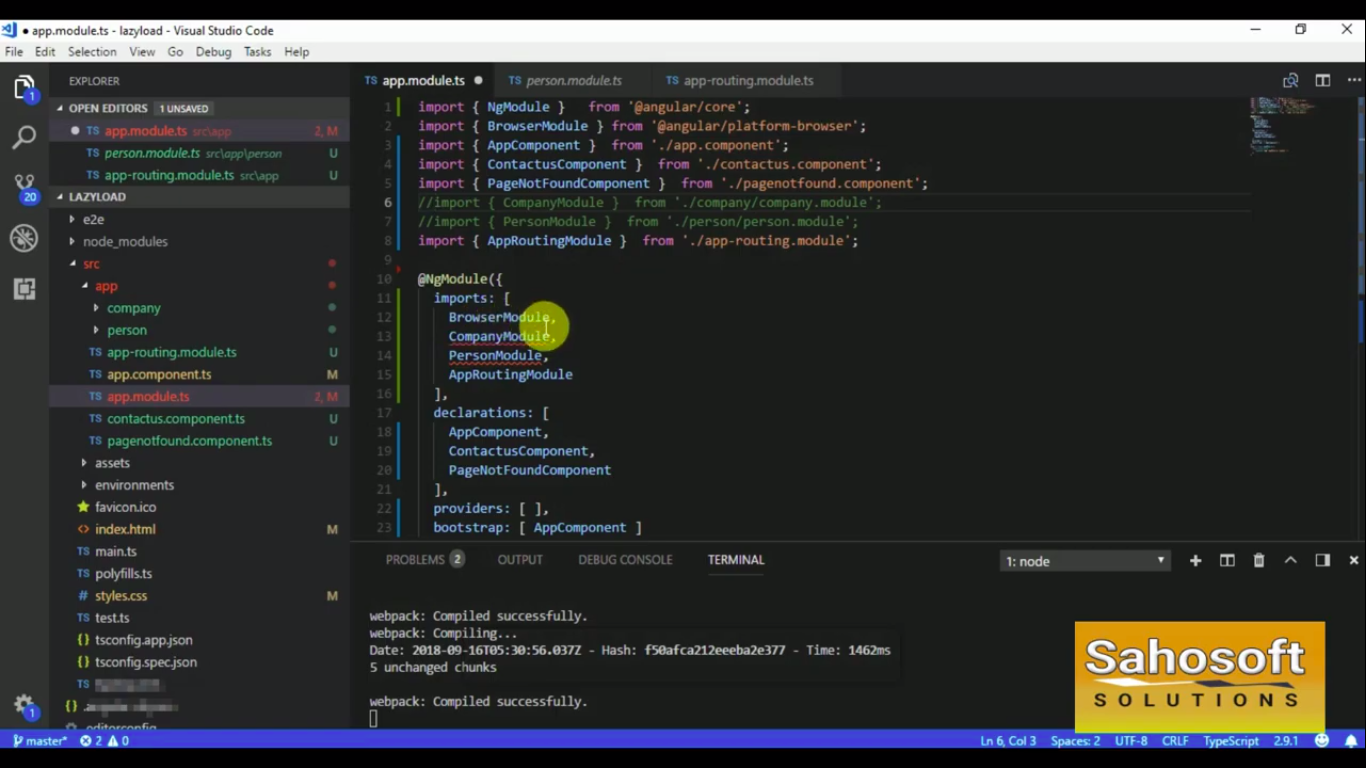 ● app.module.ts - lazyload - Visual Studio Code
File Edit Selection View Go Debug Tasks Help
EXPLORER
TS app.module.ts ●
TS person.module.ts
TS app-routing.module.ts
1
OPEN EDITORS 1 UNSAVED
● TS app.module.ts src\app 2, M
TS person.module.ts src\app\person U
TS app-routing.module.ts src\app U
20
LAZYLOAD
e2e
node_modules
src
app
company
person
TS app-routing.module.ts U
TS app.component.ts M
TS app.module.ts 2, M
TS contactus.component.ts U
TS pagenotfound.component.ts U
assets
environments
favicon.ico
<> index.html M
TS main.ts
TS polyfills.ts
# styles.css M
TS test.ts
{} tsconfig.app.json
{} tsconfig.spec.json
TS
{}
.editorconfig
1
1 import { NgModule } from '@angular/core';
2 import { BrowserModule } from '@angular/platform-browser';
3 import { AppComponent } from './app.component';
4 import { ContactusComponent } from './contactus.component';
5 import { PageNotFoundComponent } from './pagenotfound.component';
6 //import { CompanyModule } from './company/company.module';
7 //import { PersonModule } from './person/person.module';
8 import { AppRoutingModule } from './app-routing.module';
9
10 @NgModule({
11 imports: [
12 BrowserModule,
13 CompanyModule,
14 PersonModule,
15 AppRoutingModule
16 ],
17 declarations: [
18 AppComponent,
19 ContactusComponent,
20 PageNotFoundComponent
21 ],
22 providers: [ ],
23 bootstrap: [ AppComponent ]
PROBLEMS 2 OUTPUT DEBUG CONSOLE TERMINAL 1: node
webpack: Compiled successfully.
webpack: Compiling...
Date: 2018-09-16T05:30:56.037Z - Hash: f50afca212eeeba2e377 - Time: 1462ms
5 unchanged chunks
webpack: Compiled successfully.
Sahosoft
SOLUTIONS
master* 2 0 Ln 6, Col 3 Spaces: 2 UTF-8 CRLF TypeScript 2.9.1